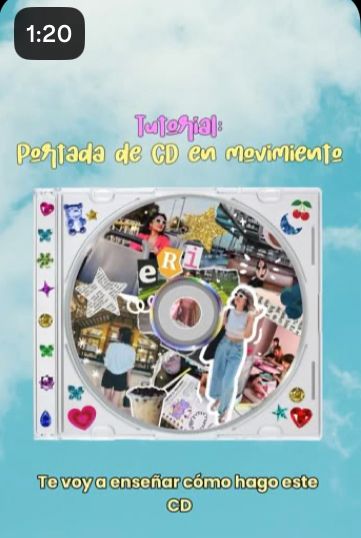 1:20
Tutorial:
Portada de CD en movimiento
eRi
Te voy a enseñar cómo hago este
CD